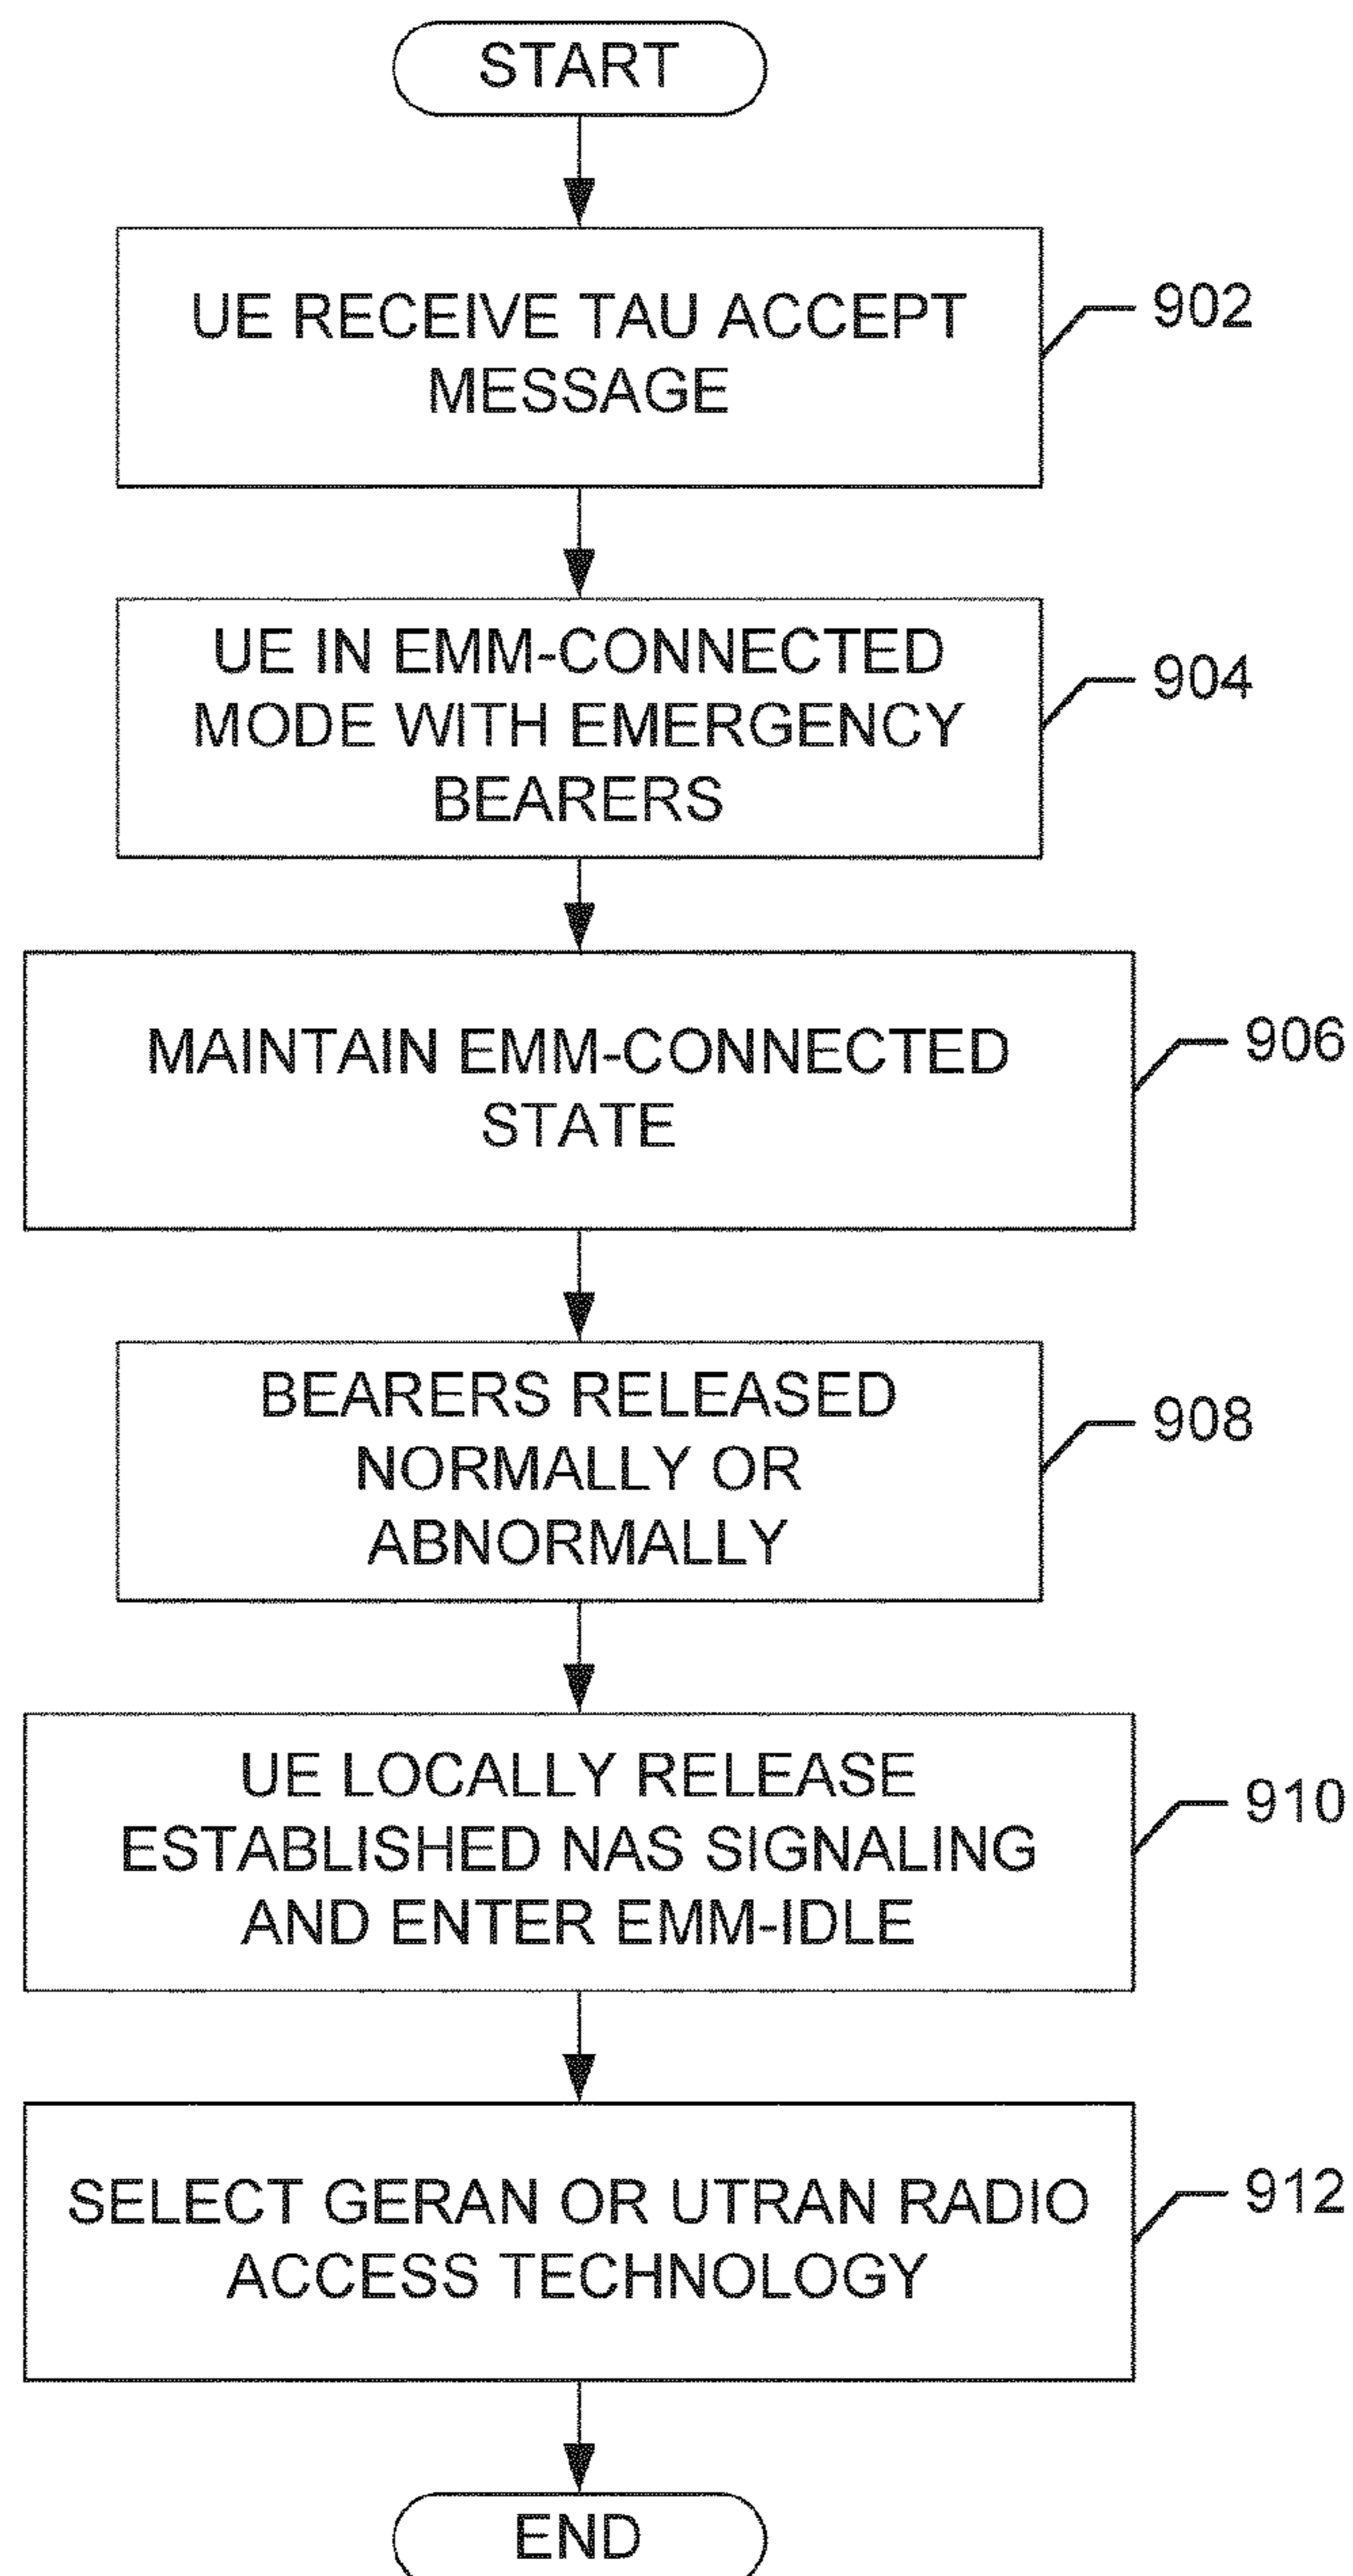 START
UE RECEIVE TAU ACCEPT
MESSAGE
902
UE IN EMM-CONNECTED
MODE WITH EMERGENCY
BEARERS
904
MAINTAIN EMM-CONNECTED
STATE
906
BEARERS RELEASED
NORMALLY OR
ABNORMALLY
908
UE LOCALLY RELEASE
ESTABLISHED NAS SIGNALING
AND ENTER EMM-IDLE
910
SELECT GERAN OR UTRAN RADIO
ACCESS TECHNOLOGY
912
END